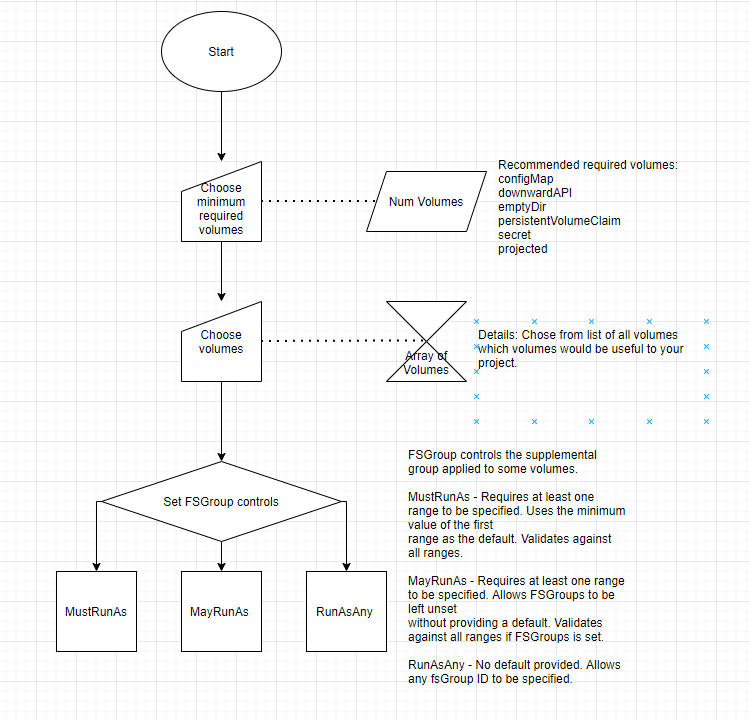 Start
Choose
minimum
required
volumes
Num Volumes
Recommended required volumes:
configMap
downwardAPI
emptyDir
persistentVolumeClaim
secret
projected
Choose
volumes
Array of
Volumes
Details: Chose from list of all volumes
which volumes would be useful to your
project.
Set FSGroup controls
FSGroup controls the supplemental
group applied to some volumes.
MustRunAs - Requires at least one
range to be specified. Uses the minimum
value of the first
range as the default. Validates against
all ranges.
MayRunAs - Requires at least one range
to be specified. Allows FSGroups to be
left unset
without providing a default. Validates
against all ranges if FSGroups is set.
RunAsAny - No default provided. Allows
any fsGroup ID to be specified.
MustRunAs
MayRunAs
RunAsAny